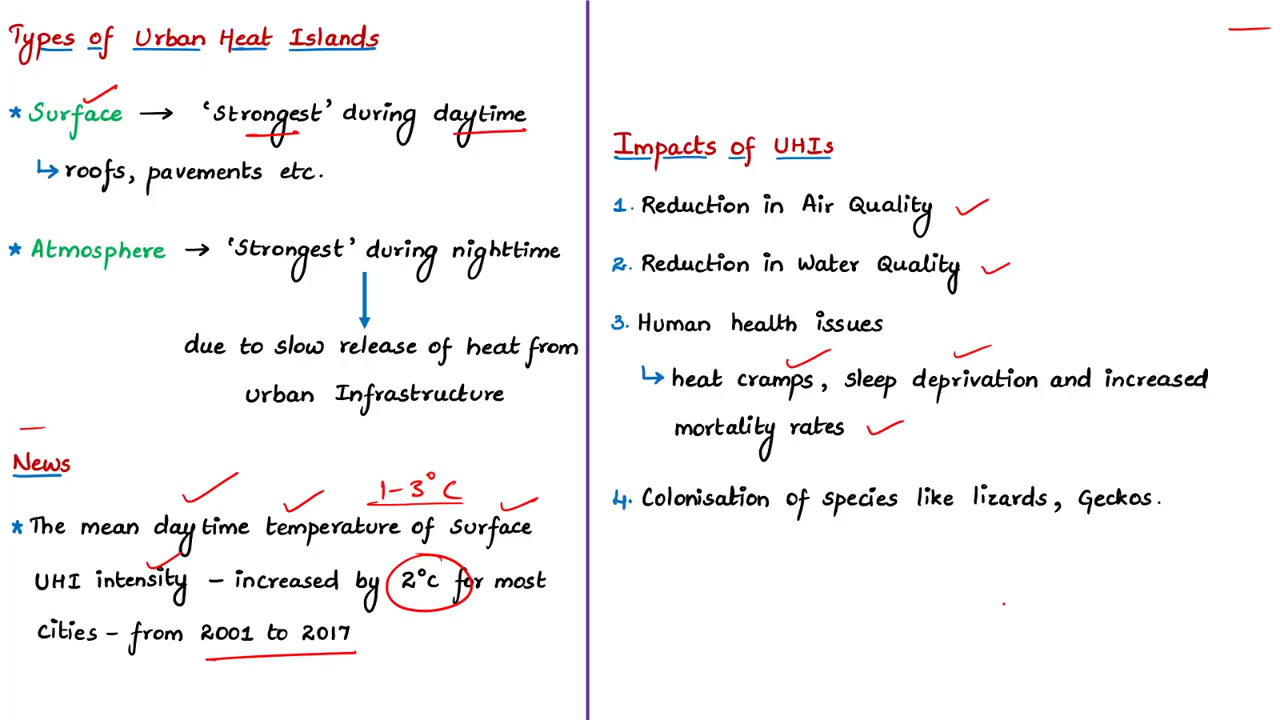 Types of Urban Heat Islands
* Surface → 'Strongest' during daytime
↳ roofs, pavements etc.
* Atmosphere → 'Strongest' during nighttime
due to slow release of heat from
urban Infrastructure
News
1-3°C
* The mean daytime temperature of surface
UHI intensity – increased by 2°C for most
cities – from 2001 to 2017
Impacts of UHIs
1. Reduction in Air Quality
2. Reduction in Water Quality
3. Human health issues
↳ heat cramps, sleep deprivation and increased
mortality rates
4. Colonisation of species like lizards, Geckos.